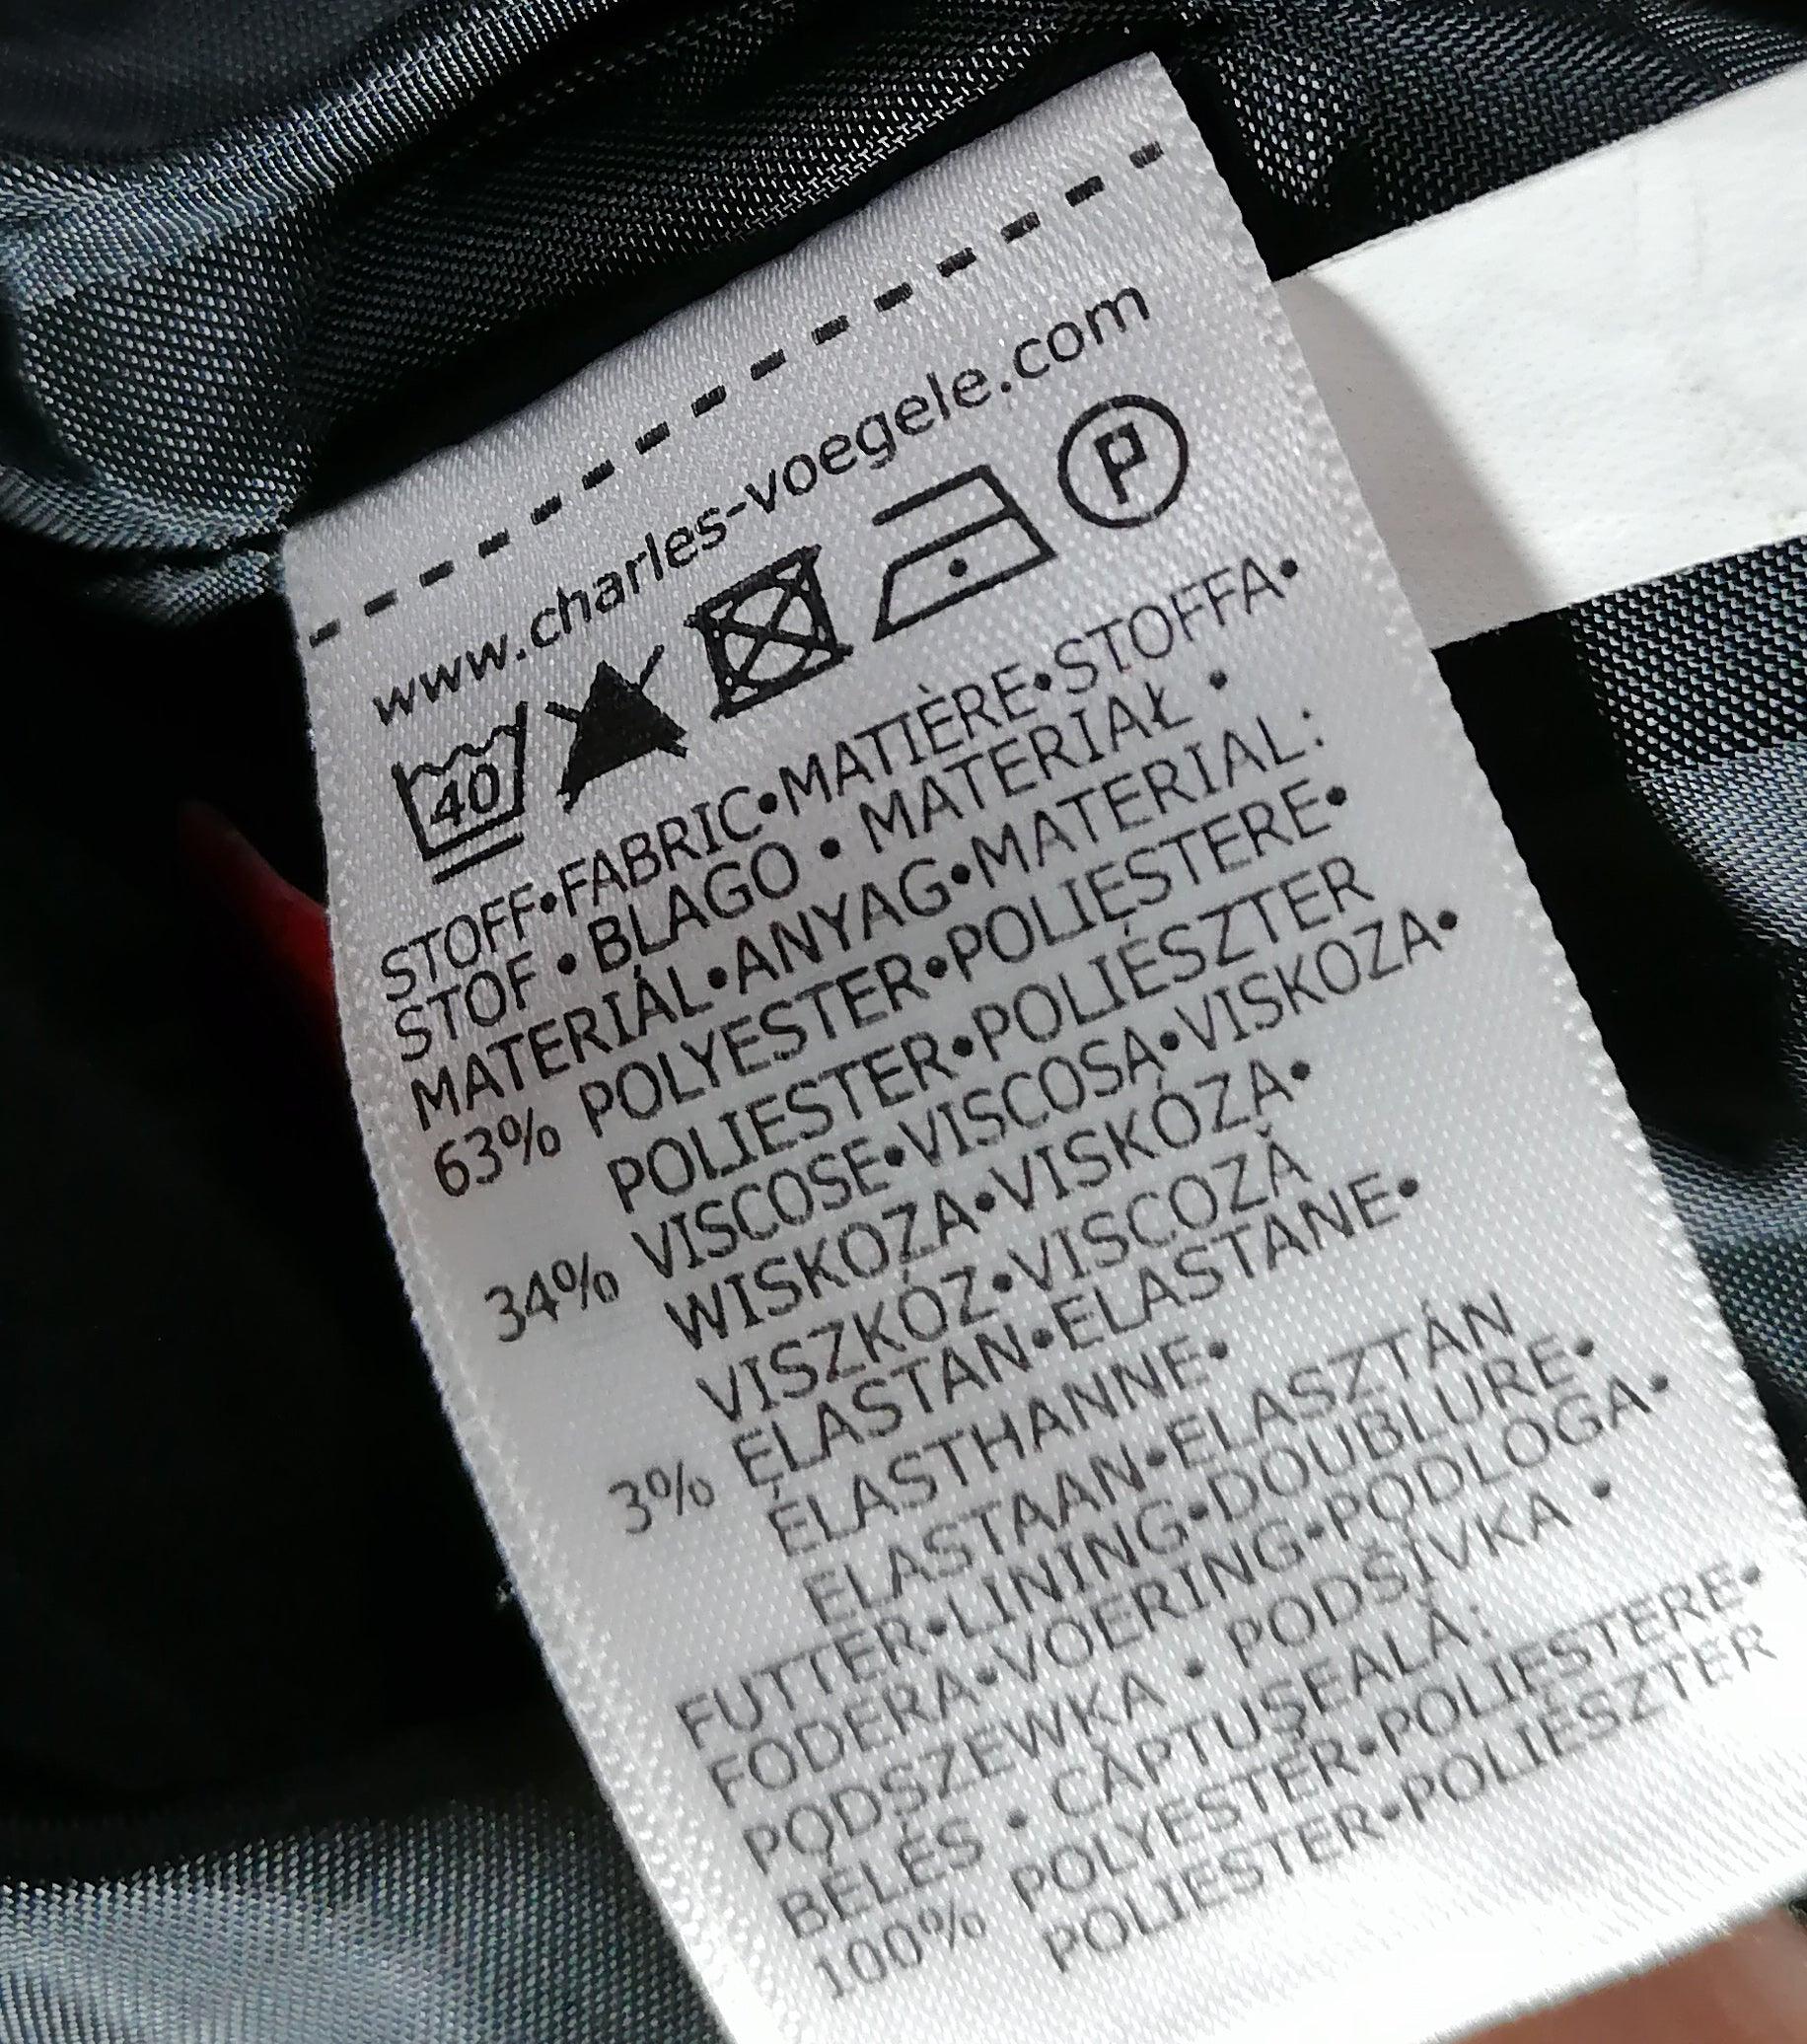 www.charles-voegele.com
40 P
STOFF•FABRIC•MATIÈRE•STOFFA•
STOF • BLAGO • MATERIAŁ •
MATERIÁL•ANYAG•MATERIAL:
63% POLYESTER•POLIESTERE•
POLIESTER•POLIÉSZTER
34% VISCOSE•VISCOSA•VISKOZA•
WISKOZA•VISKÓZA•
VISZKÓZ•VISCOZĂ
3% ELASTAN•ELASTANE•
ÉLASTHANNE•
ELASTAAN•ELASZTÁN
FUTTER•LINING•DOUBLURE•
FODERA•VOERING•PODLOGA•
PODSZEWKA • PODŠÍVKA •
BÉLÉS • CĂPTUŞEALĂ:
100% POLYESTER•POLIESTERE•
POLIESTER•POLIÉSZTER